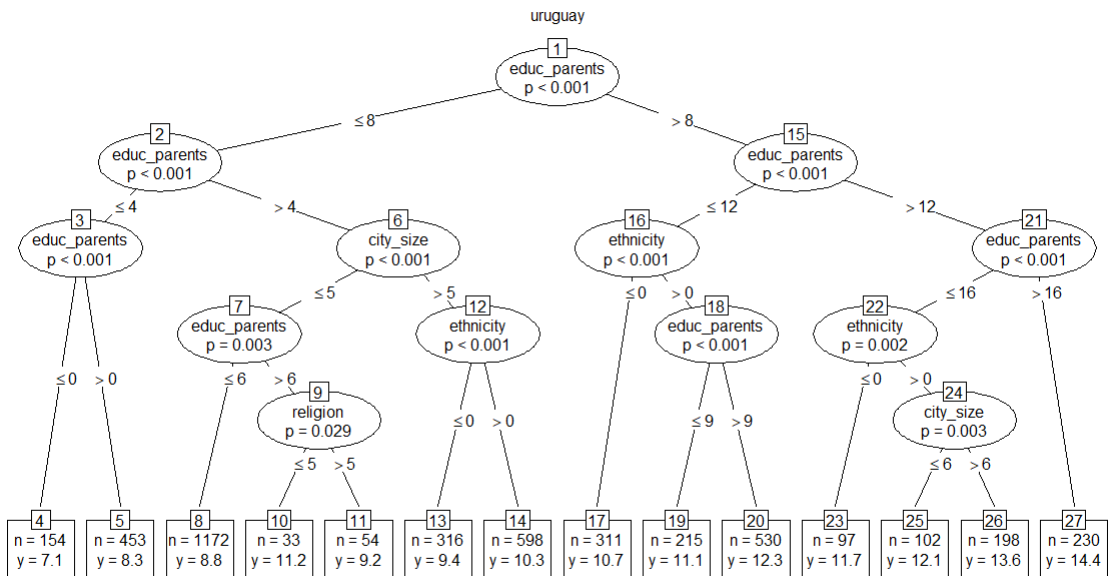 uruguay
1
educ_parents
p < 0.001
≤ 8
> 8
2
educ_parents
p < 0.001
15
educ_parents
p < 0.001
≤ 4
> 4
≤ 12
> 12
3
educ_parents
p < 0.001
6
city_size
p < 0.001
16
ethnicity
p < 0.001
21
educ_parents
p < 0.001
≤ 5
> 5
≤ 0
> 0
≤ 16
> 16
7
educ_parents
p = 0.003
12
ethnicity
p < 0.001
18
educ_parents
p < 0.001
22
ethnicity
p = 0.002
≤ 0
> 0
≤ 6
> 6
≤ 0
> 0
9
religion
p = 0.029
24
city_size
p = 0.003
≤ 0
> 0
≤ 9
> 9
≤ 5
> 5
≤ 6
> 6
4
n = 154
y = 7.1
5
n = 453
y = 8.3
8
n = 1172
y = 8.8
10
n = 33
y = 11.2
11
n = 54
y = 9.2
13
n = 316
y = 9.4
14
n = 598
y = 10.3
17
n = 311
y = 10.7
19
n = 215
y = 11.1
20
n = 530
y = 12.3
23
n = 97
y = 11.7
25
n = 102
y = 12.1
26
n = 198
y = 13.6
27
n = 230
y = 14.4